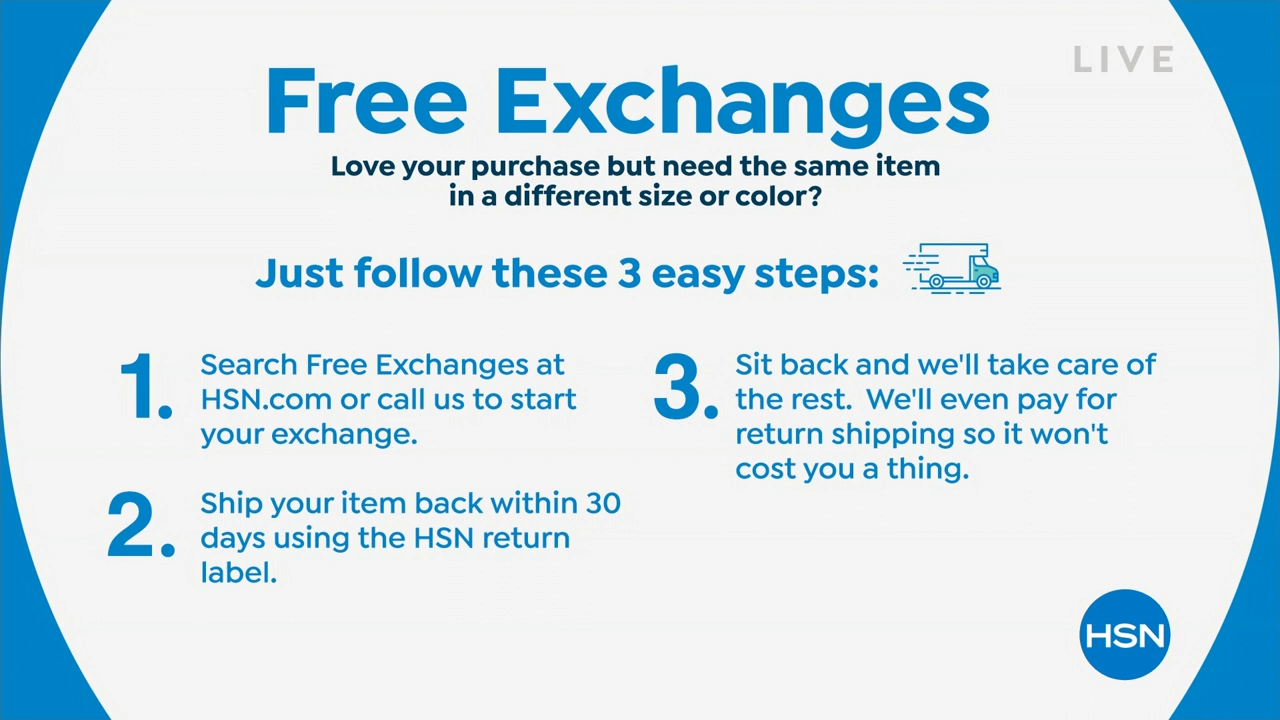 LIVE
Free Exchanges
Love your purchase but need the same item
in a different size or color?
Just follow these 3 easy steps:
1. Search Free Exchanges at
HSN.com or call us to start
your exchange.
2. Ship your item back within 30
days using the HSN return
label.
3. Sit back and we'll take care of
the rest.  We'll even pay for
return shipping so it won't
cost you a thing.
HSN